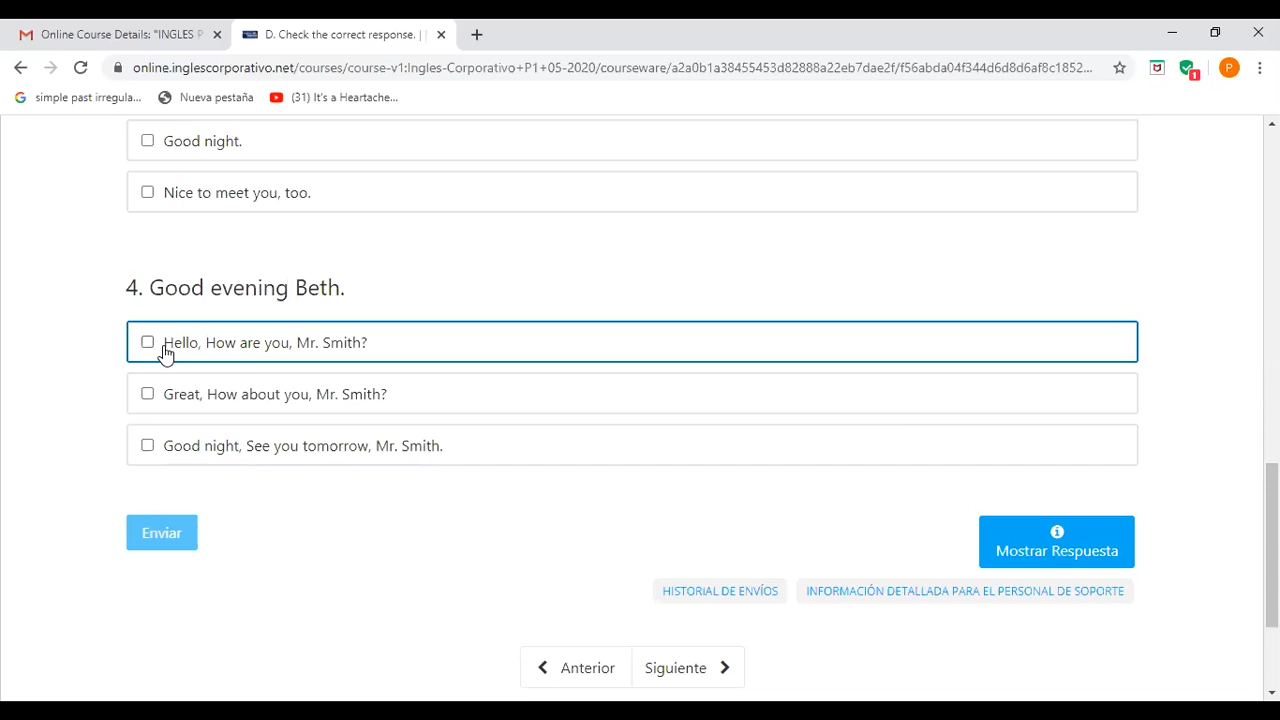 Online Course Details: "INGLES P
D. Check the correct response. |
online.inglescorporativo.net/courses/course-v1:Ingles-Corporativo+P1+05-2020/courseware/a2a0b1a38455453d82888a22eb7dae2f/f56abda04f344d6d8d6af8c1852...
P
1
simple past irregula...
Nueva pestaña
(31) It's a Heartache...
Good night.
Nice to meet you, too.
4. Good evening Beth.
Hello, How are you, Mr. Smith?
Great, How about you, Mr. Smith?
Good night, See you tomorrow, Mr. Smith.
Enviar
Mostrar Respuesta
HISTORIAL DE ENVÍOS
INFORMACIÓN DETALLADA PARA EL PERSONAL DE SOPORTE
Anterior
Siguiente